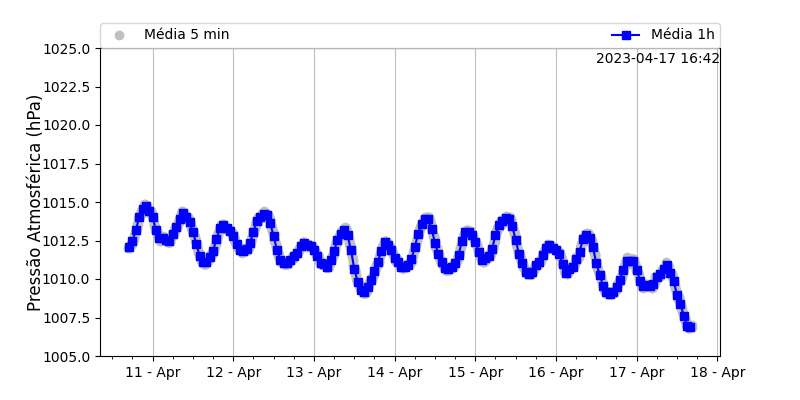 Média 5 min
Média 1h
2023-04-17 16:42
Pressão Atmosférica (hPa)
1025.0
1022.5
1020.0
1017.5
1015.0
1012.5
1010.0
1007.5
1005.0
11 - Apr
12 - Apr
13 - Apr
14 - Apr
15 - Apr
16 - Apr
17 - Apr
18 - Apr